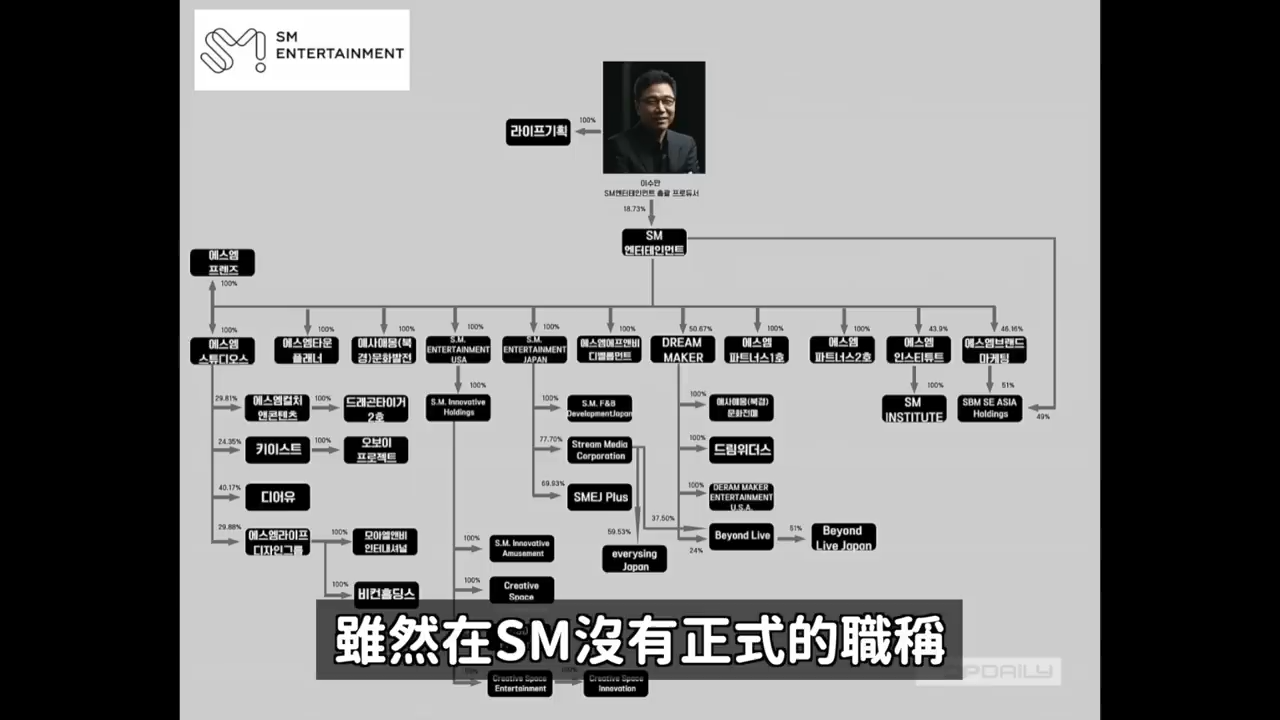 SM
ENTERTAINMENT
100%
라이프기획
이수만
SM엔터테인먼트 총괄 프로듀서
18.73%
SM
엔터테인먼트
에스엠
프렌즈
100%
100%
100%
100%
100%
100%
100%
50.67%
100%
100%
43.9%
46.16%
에스엠
스튜디오스
에스엠타운
플래너
에사애몽(북
경)문화발전
S.M.
ENTERTAINMENT
USA
S.M.
ENTERTAINMENT
JAPAN
에스엠에프앤비
디벨롭먼트
DREAM
MAKER
에스엠
파트너스1호
에스엠
파트너스2호
에스엠
인스티튜트
에스엠브랜드
마케팅
29.81%
에스엠컬처
앤콘텐츠
100%
드래곤타이거
2호
100%
S.M. Innovative
Holdings
100%
S.M. F&B
DevelopmentJapan
100%
에사애몽(북경)
문화전매
100%
SM
INSTITUTE
51%
SBM SE ASIA
Holdings
49%
24.35%
키이스트
100%
오보이
프로젝트
77.70%
Stream Media
Corporation
100%
드림위더스
40.17%
디어유
69.93%
SMEJ Plus
100%
DERAM MAKER
ENTERTAINMENT
U.S.A.
29.88%
에스엠라이프
디자인그룹
100%
모아엘앤비
인터내셔널
59.53%
everysing
Japan
37.50%
24%
Beyond Live
51%
Beyond
Live Japan
100%
S.M. Innovative
Amusement
100%
비컨홀딩스
100%
Creative
Space
雖然在SM沒有正式的職稱
Creative Space
Entertainment
100%
Creative Space
Innovation